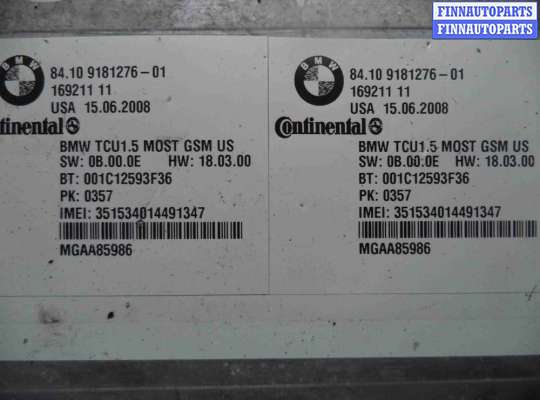 FINNAUTOPARTS
FINNAUTOPARTS
BMW
84.10 9181276-01
169211 11
USA 15.06.2008
ontinental
BMW TCU1.5 MOST GSM US
SW: 0B.00.0E HW: 18.03.00
BT: 001C12593F36
PK: 0357
IMEI: 351534014491347
MGAA85986
BMW
84.10 9181276-01
169211 11
USA 15.06.2008
Continental
BMW TCU1.5 MOST GSM US
SW: 0B.00.0E HW: 18.03.00
BT: 001C12593F36
PK: 0357
IMEI: 351534014491347
MGAA85986